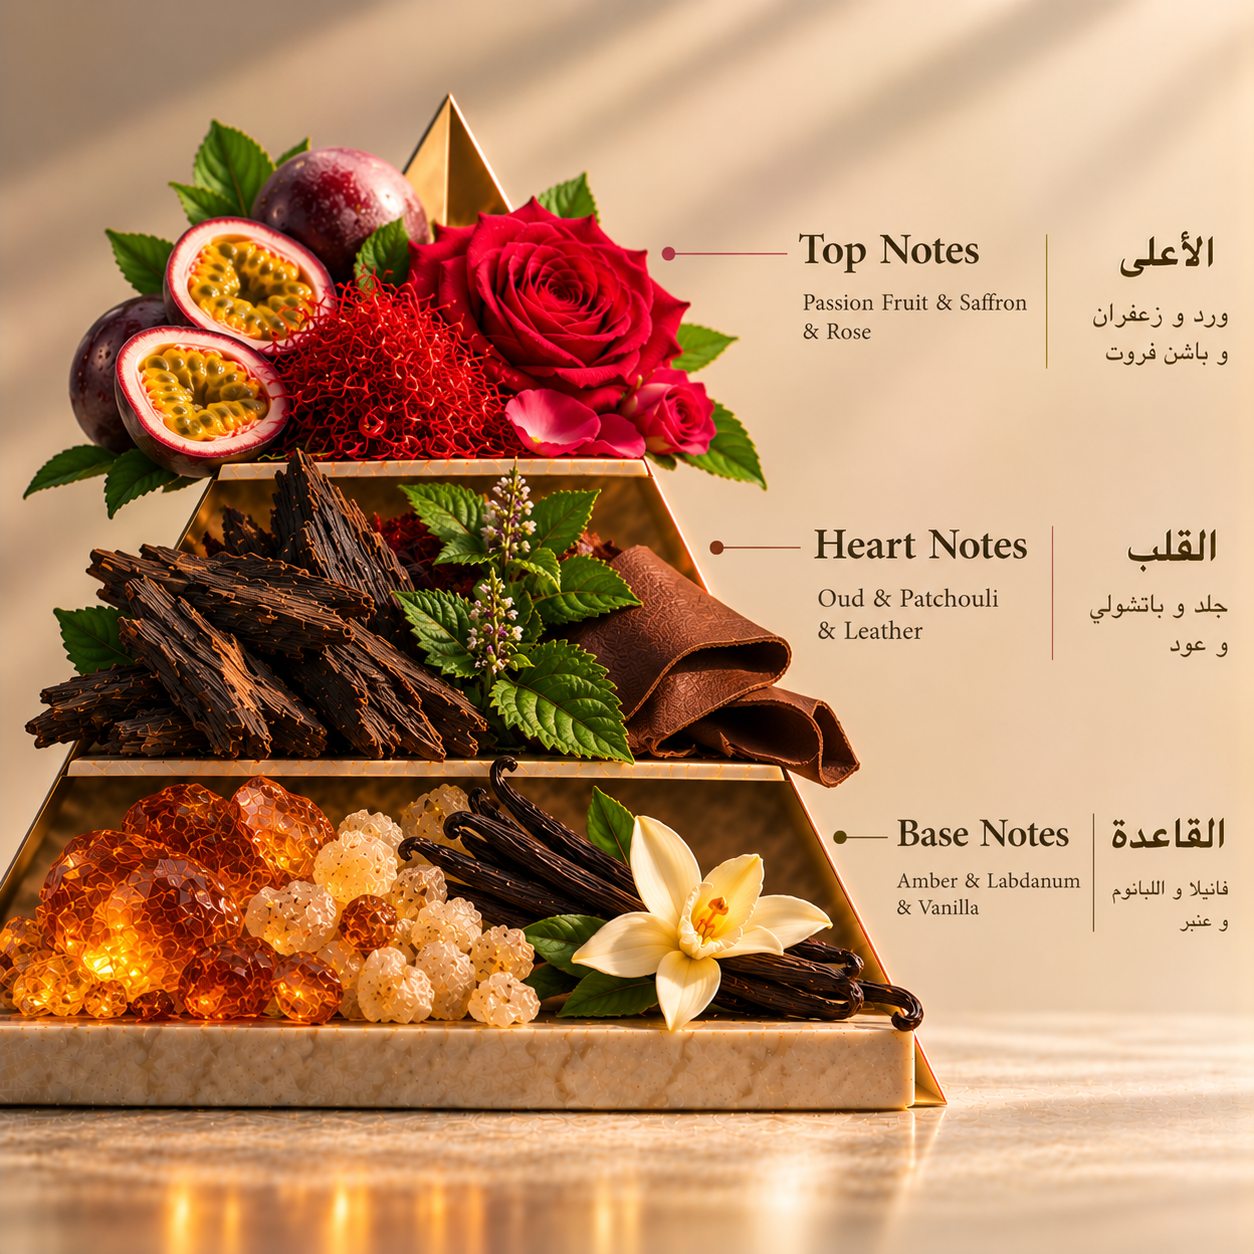 Top Notes
Passion Fruit & Saffron
& Rose
الأعلى
ورد و زعفران
و باشن فروت
Heart Notes
Oud & Patchouli
& Leather
القلب
جلد و باتشولي
و عود
Base Notes
Amber & Labdanum
& Vanilla
القاعدة
فانيلا و اللبانوم
و عنبر